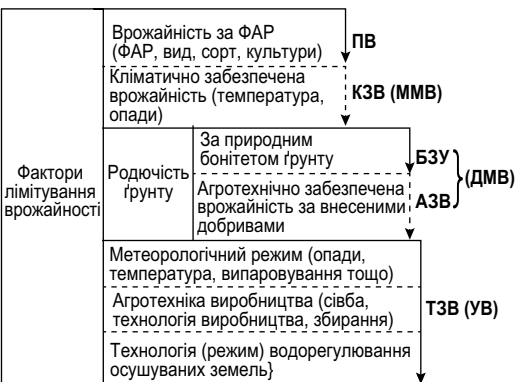 Фактори
лімітування
врожайності
Врожайність за ФАР
(ФАР, вид, сорт, культури)
ПВ
Кліматично забезпечена
врожайність (температура,
опади)
КЗВ (ММВ)
Родючість
ґрунту
За природним
бонітетом ґрунту
БЗУ
Агротехнічно забезпечена
врожайність за внесеними
добривами
АЗВ
(ДМВ)
Метеорологічний режим (опади,
температура, випаровування тощо)
Агротехніка виробництва (сівба,
технологія виробництва, збирання)
ТЗВ (УВ)
Технологія (режим) водорегулювання
осушуваних земель}